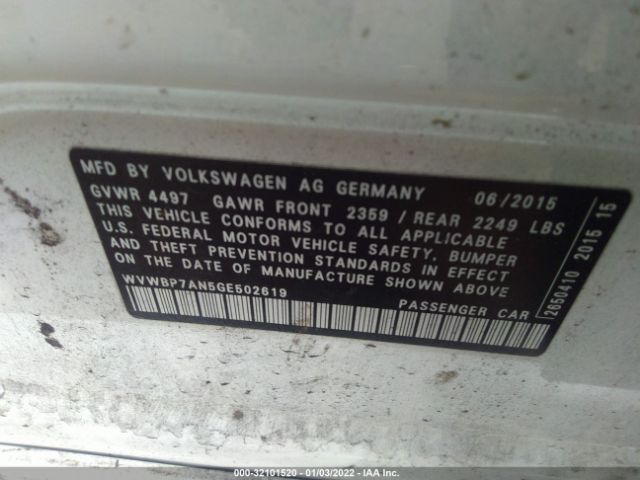 MFD BY VOLKSWAGEN AG GERMANY 06/2015
GVWR 4497 GAWR FRONT 2359 / REAR 2249 LBS
THIS VEHICLE CONFORMS TO ALL APPLICABLE
U.S. FEDERAL MOTOR VEHICLE SAFETY, BUMPER
AND THEFT PREVENTION STANDARDS IN EFFECT
ON THE DATE OF MANUFACTURE SHOWN ABOVE
WVWBP7AN5GE502619
PASSENGER CAR
2650410 2015 15
000-32101520 - 01/03/2022 - IAA Inc.